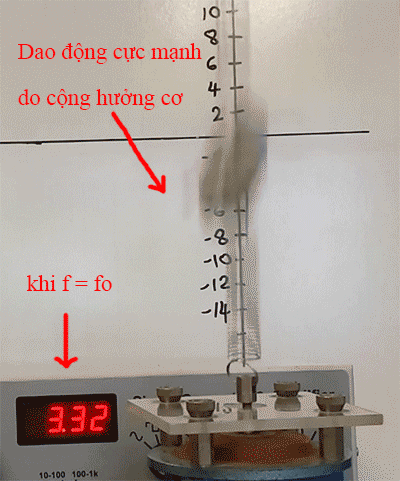 10
8
6
Dao động cực mạnh
4
do cộng hưởng cơ
2
-6
-8
-10
-12
khi f = fo
-14
3.32
10-100 100-1k